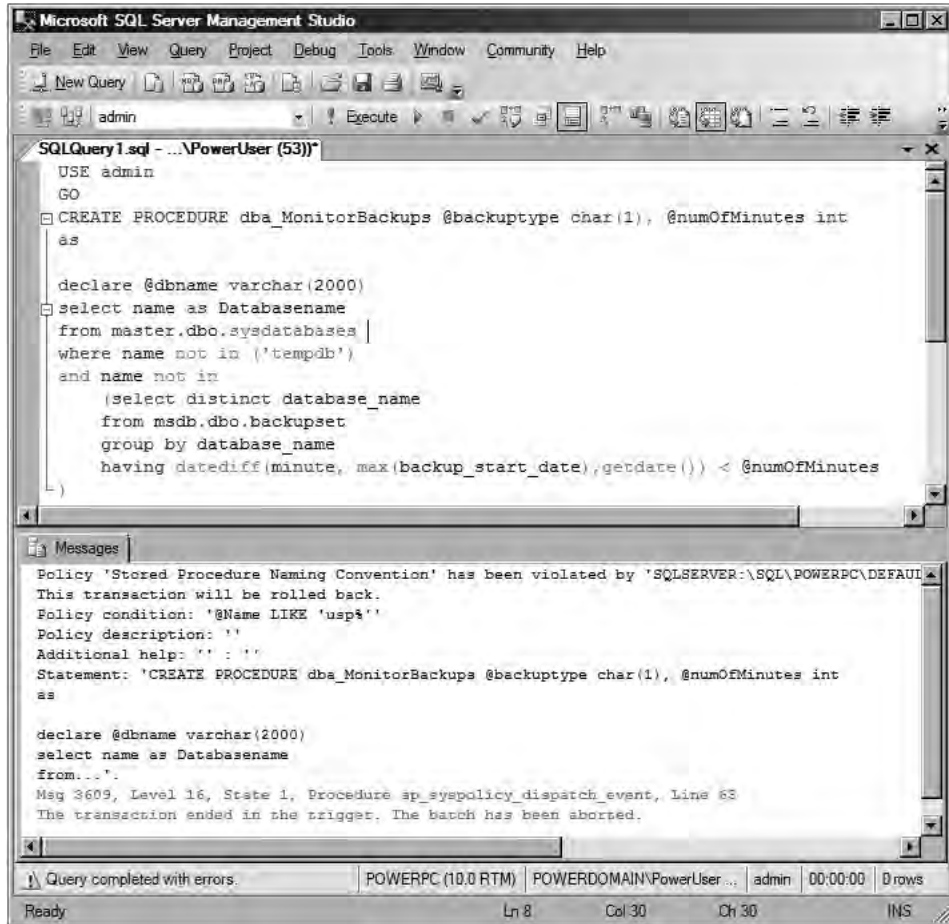 Microsoft SQL Server Management Studio
File Edit View Query Project Debug Tools Window Community Help
New Query
admin Execute
SQLQuery1.sql - ...\PowerUser (53))*
USE admin
GO
CREATE PROCEDURE dba_MonitorBackups @backuptype char(1), @numOfMinutes int
as
declare @dbname varchar(2000)
select name as Databasename
from master.dbo.sysdatabases
where name not in ('tempdb')
and name not in
(select distinct database_name
from msdb.dbo.backupset
group by database_name
having datediff(minute, max(backup_start_date),getdate()) < @numOfMinutes
)
Messages
Policy 'Stored Procedure Naming Convention' has been violated by 'SQLSERVER:\SQL\POWERPC\DEFAUL
This transaction will be rolled back.
Policy condition: '@Name LIKE 'usp%''
Policy description: ''
Additional help: '' : ''
Statement: 'CREATE PROCEDURE dba_MonitorBackups @backuptype char(1), @numOfMinutes int
as
declare @dbname varchar(2000)
select name as Databasename
from...'.
Msg 3609, Level 16, State 1, Procedure sp_syspolicy_dispatch_event, Line 65
The transaction ended in the trigger. The batch has been aborted.
Query completed with errors. POWERPC (10.0 RTM) POWERDOMAIN\PowerUser ... admin 00:00:00 0 rows
Ready Ln 8 Col 30 Ch 30 INS